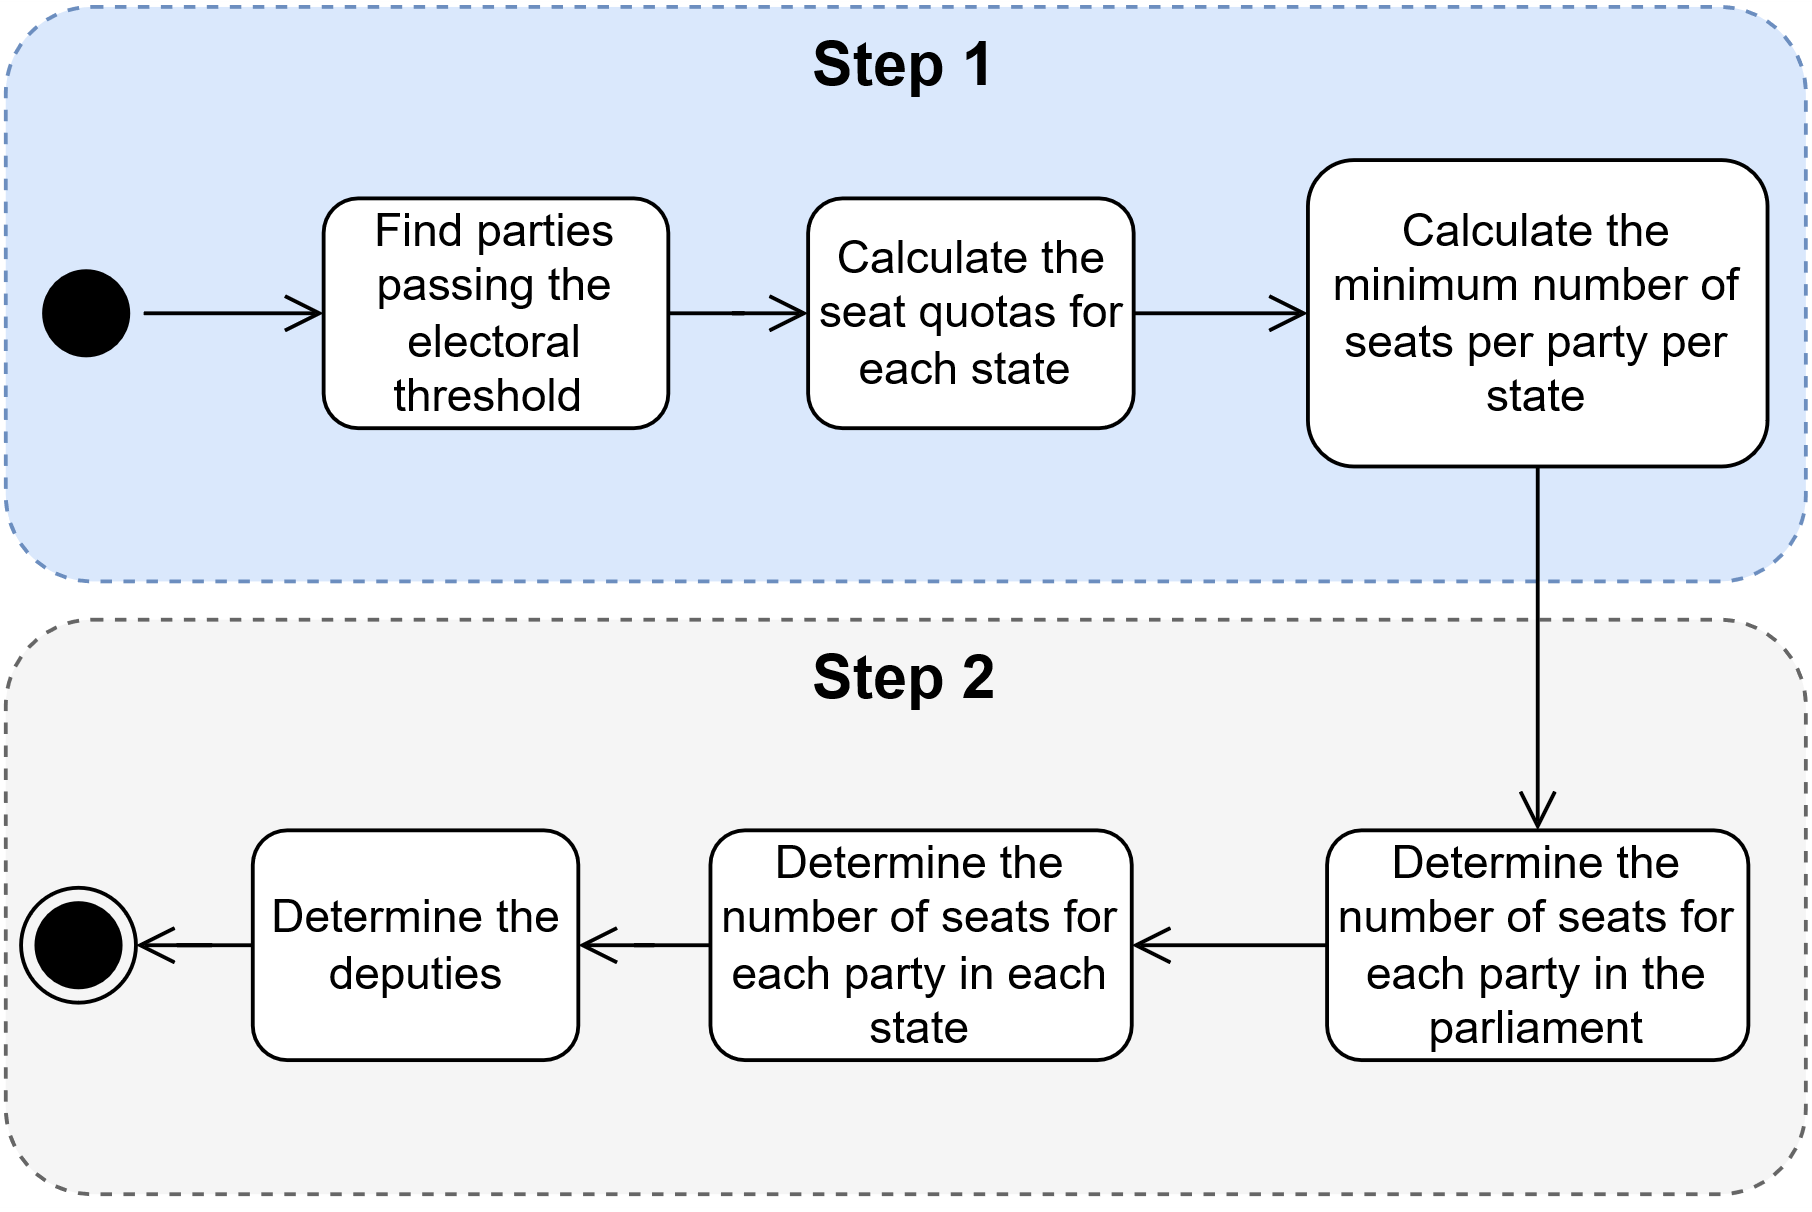 Step 1
Find parties
passing the
electoral
threshold
Calculate the
seat quotas for
each state
Calculate the
minimum number of
seats per party per
state
Step 2
Determine the
deputies
Determine the
number of seats for
each party in each
state
Determine the
number of seats for
each party in the
parliament